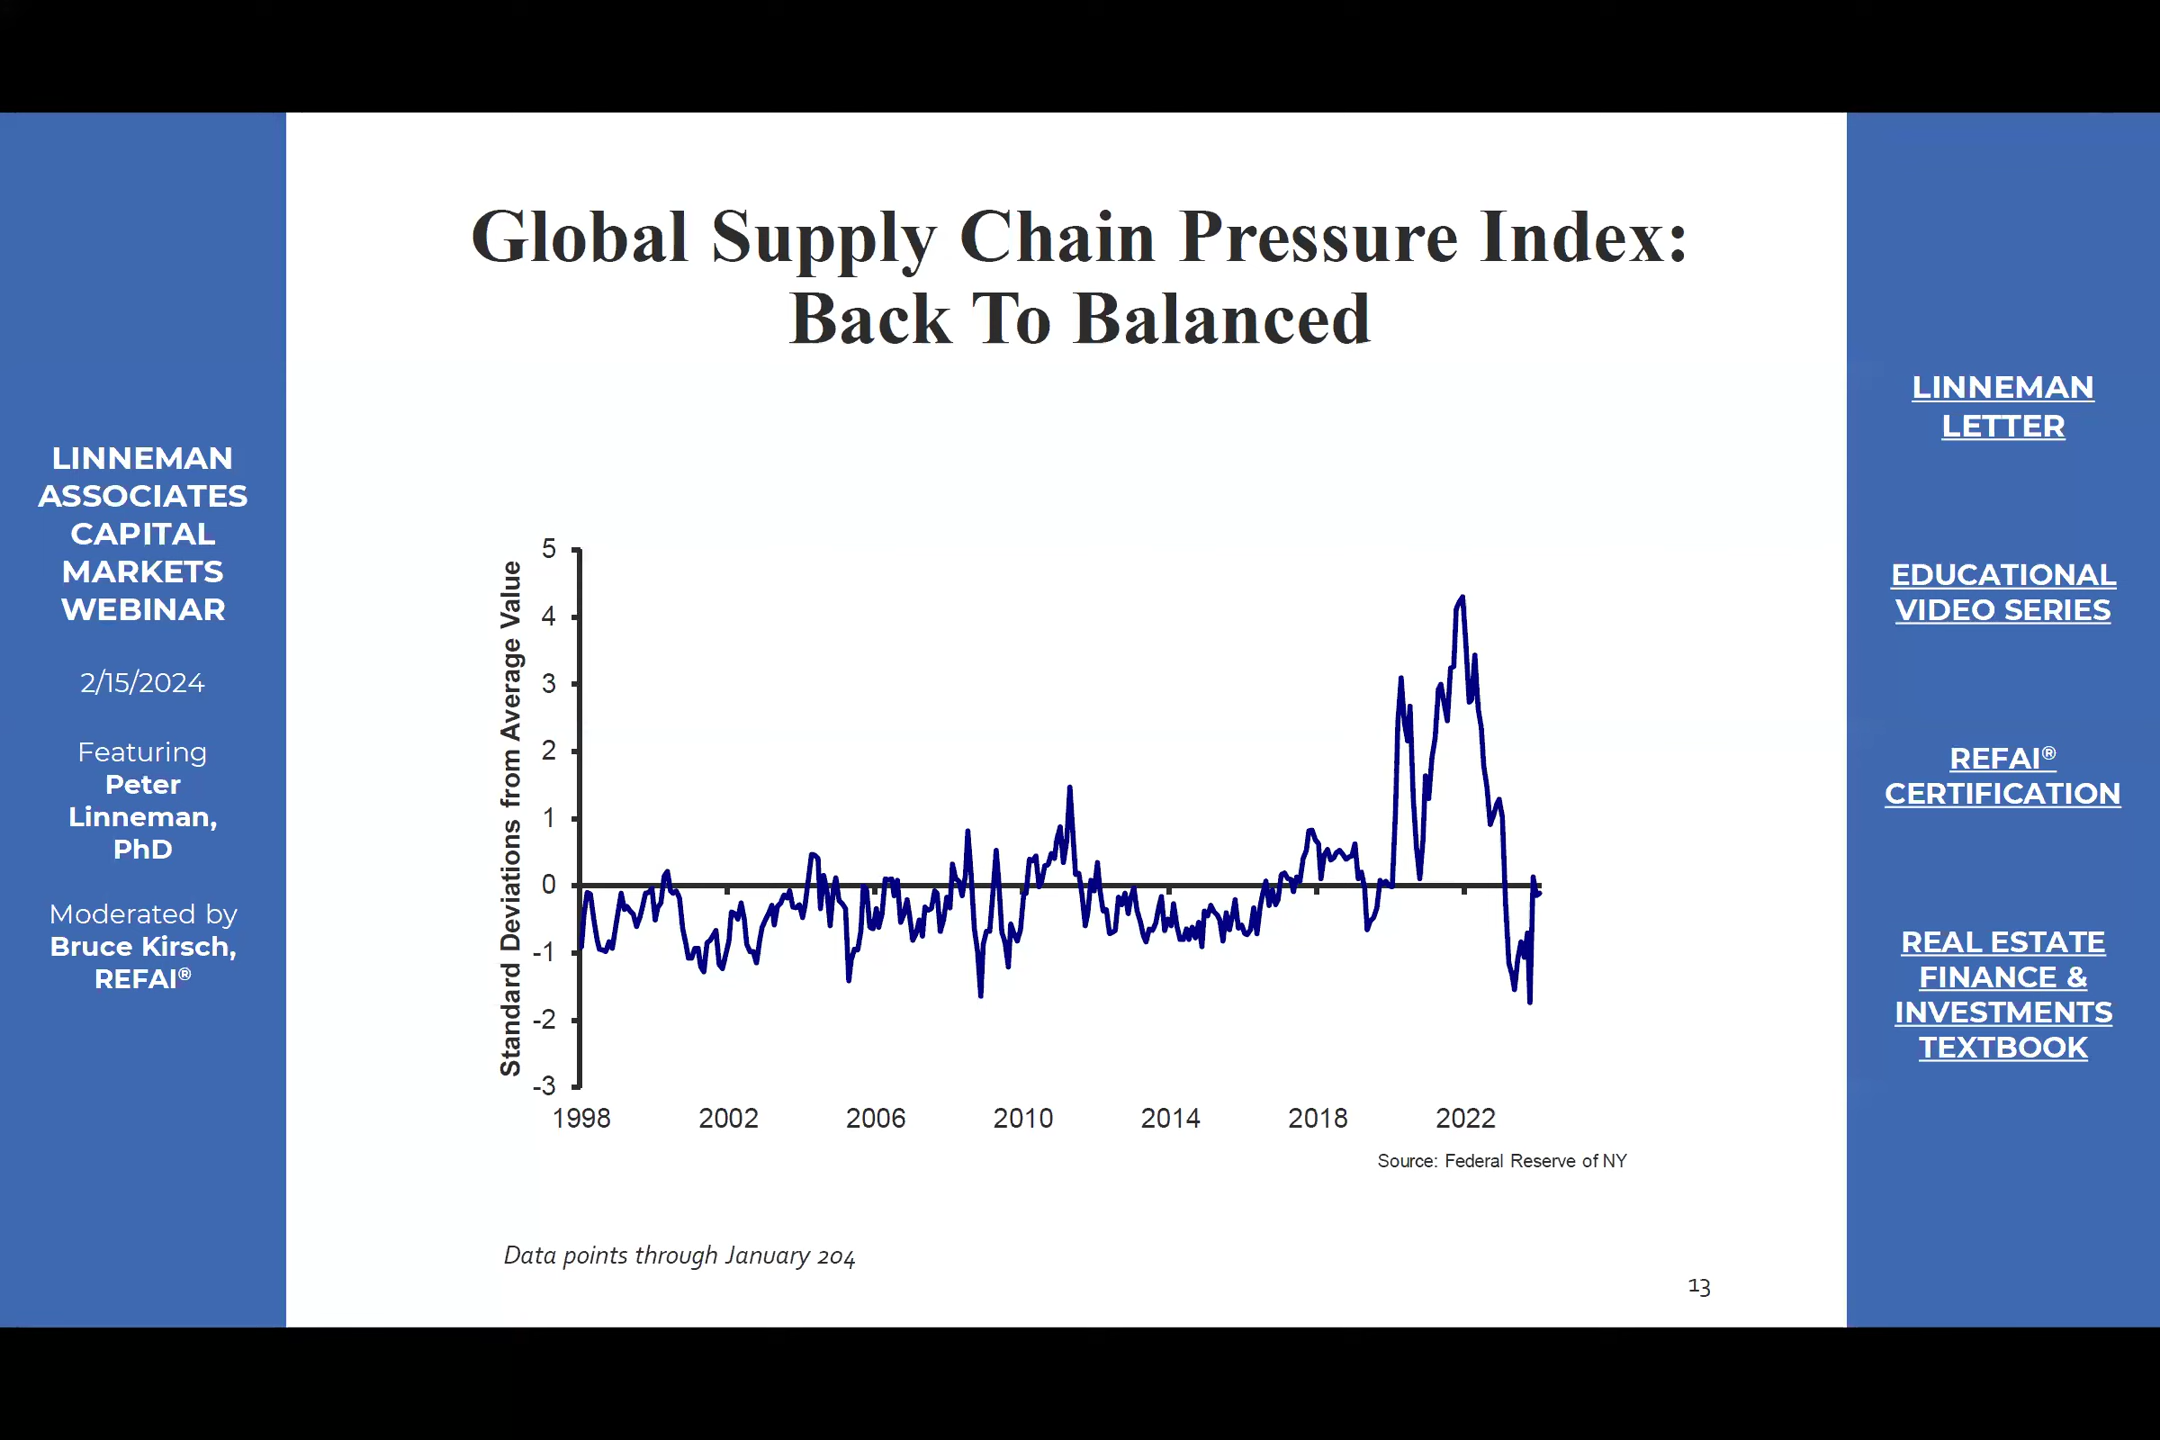 Global Supply Chain Pressure Index:
Back To Balanced
LINNEMAN
ASSOCIATES
CAPITAL
MARKETS
WEBINAR
2/15/2024
Featuring
Peter
Linneman,
PhD
Moderated by
Bruce Kirsch,
REFAI®
Standard Deviations from Average Value
5
4
3
2
1
0
-1
-2
-3
1998 2002 2006 2010 2014 2018 2022
Source: Federal Reserve of NY
Data points through January 204
13
LINNEMAN
LETTER
EDUCATIONAL
VIDEO SERIES
REFAI®
CERTIFICATION
REAL ESTATE
FINANCE &
INVESTMENTS
TEXTBOOK